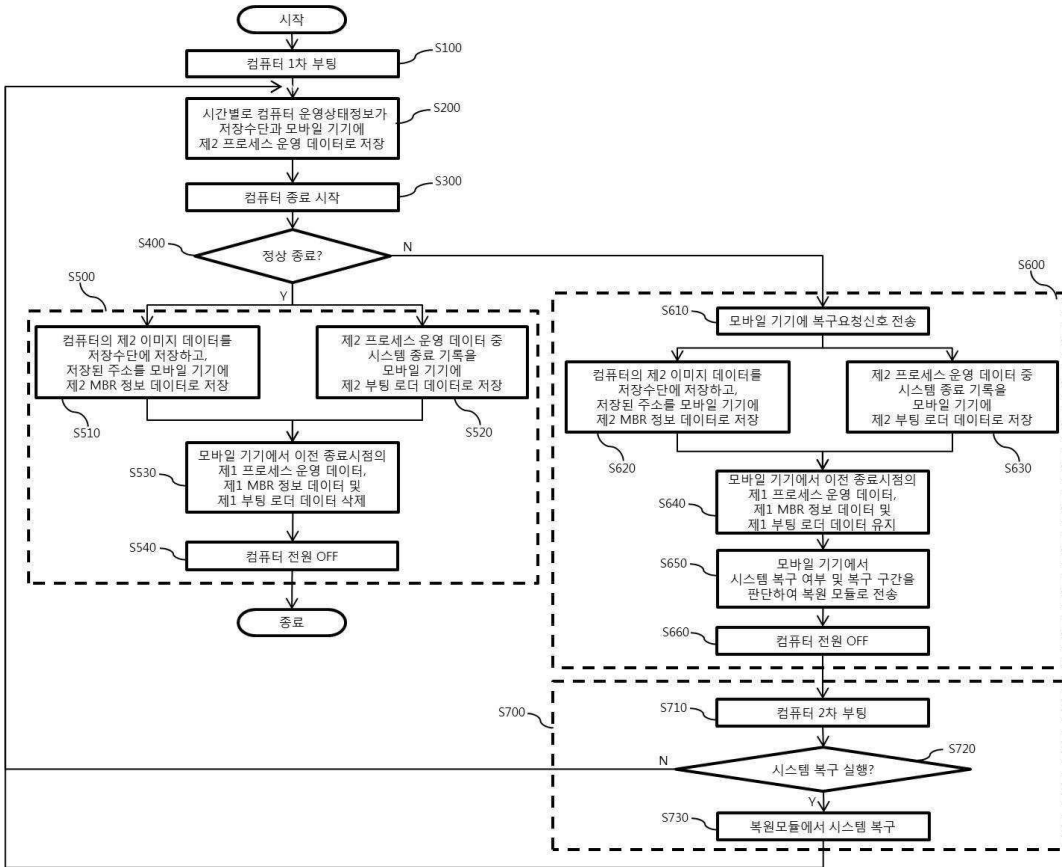 시작
S100
컴퓨터 1차 부팅
S200
시간별로 컴퓨터 운영상태정보가
저장수단과 모바일 기기에
제2 프로세스 운영 데이터로 저장
S300
컴퓨터 종료 시작
S400
정상 종료?
N
Y
S500
컴퓨터의 제2 이미지 데이터를
저장수단에 저장하고,
저장된 주소를 모바일 기기에
제2 MBR 정보 데이터로 저장
S510
제2 프로세스 운영 데이터 중
시스템 종료 기록을
모바일 기기에
제2 부팅 로더 데이터로 저장
S520
S530
모바일 기기에서 이전 종료시점의
제1 프로세스 운영 데이터,
제1 MBR 정보 데이터 및
제1 부팅 로더 데이터 삭제
S540
컴퓨터 전원 OFF
종료
S600
S610
모바일 기기에 복구요청신호 전송
컴퓨터의 제2 이미지 데이터를
저장수단에 저장하고,
저장된 주소를 모바일 기기에
제2 MBR 정보 데이터로 저장
S620
제2 프로세스 운영 데이터 중
시스템 종료 기록을
모바일 기기에
제2 부팅 로더 데이터로 저장
S630
S640
모바일 기기에서 이전 종료시점의
제1 프로세스 운영 데이터,
제1 MBR 정보 데이터 및
제1 부팅 로더 데이터 유지
S650
모바일 기기에서
시스템 복구 여부 및 복구 구간을
판단하여 복원 모듈로 전송
S660
컴퓨터 전원 OFF
S700
S710
컴퓨터 2차 부팅
S720
시스템 복구 실행?
N
Y
S730
복원모듈에서 시스템 복구